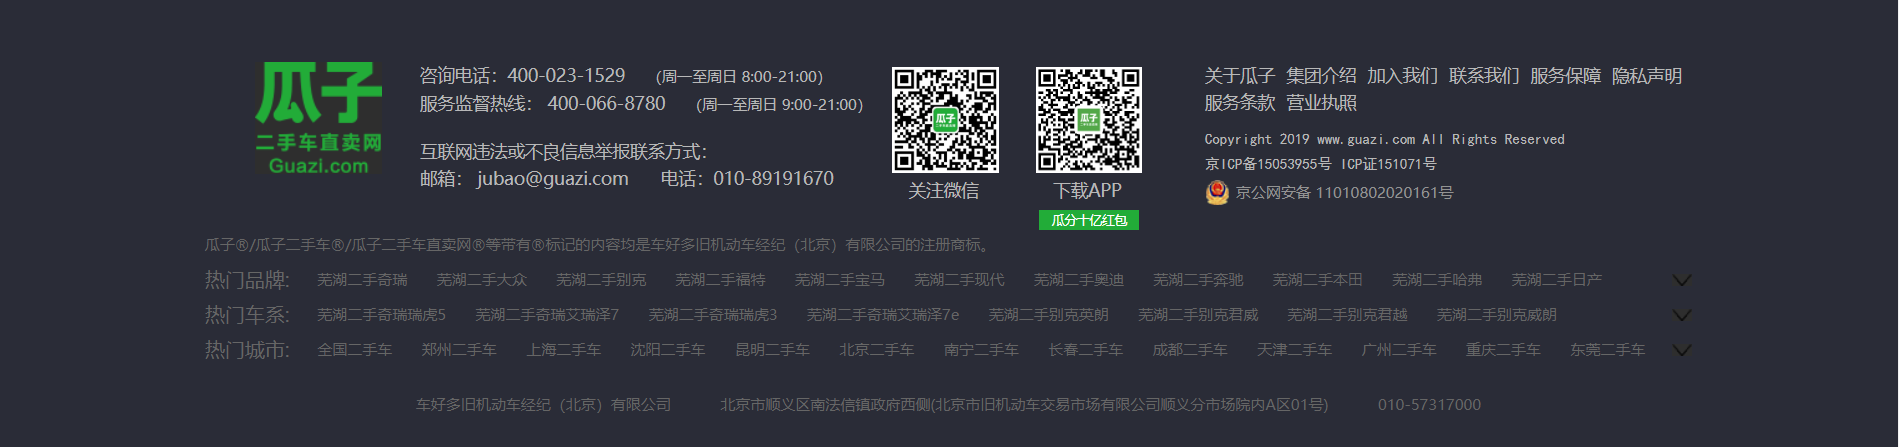 瓜子
二手车直卖网
Guazi.com
咨询电话：400-023-1529 （周一至周日 8:00-21:00）
服务监督热线： 400-066-8780 （周一至周日 9:00-21:00）
互联网违法或不良信息举报联系方式：
邮箱： jubao@guazi.com 电话：010-89191670
瓜子
关注微信
瓜子
下载APP
瓜分十亿红包
关于瓜子 集团介绍 加入我们 联系我们 服务保障 隐私声明
服务条款 营业执照
Copyright 2019 www.guazi.com All Rights Reserved
京ICP备15053955号 ICP证151071号
京公网安备 11010802020161号
瓜子®/瓜子二手车®/瓜子二手车直卖网®等带有®标记的内容均是车好多旧机动车经纪（北京）有限公司的注册商标。
热门品牌: 芜湖二手奇瑞 芜湖二手大众 芜湖二手别克 芜湖二手福特 芜湖二手宝马 芜湖二手现代 芜湖二手奥迪 芜湖二手奔驰 芜湖二手本田 芜湖二手哈弗 芜湖二手日产
热门车系: 芜湖二手奇瑞瑞虎5 芜湖二手奇瑞艾瑞泽7 芜湖二手奇瑞瑞虎3 芜湖二手奇瑞艾瑞泽7e 芜湖二手别克英朗 芜湖二手别克君威 芜湖二手别克君越 芜湖二手别克威朗
热门城市: 全国二手车 郑州二手车 上海二手车 沈阳二手车 昆明二手车 北京二手车 南宁二手车 长春二手车 成都二手车 天津二手车 广州二手车 重庆二手车 东莞二手车
车好多旧机动车经纪（北京）有限公司 北京市顺义区南法信镇政府西侧(北京市旧机动车交易市场有限公司顺义分市场院内A区01号) 010-57317000